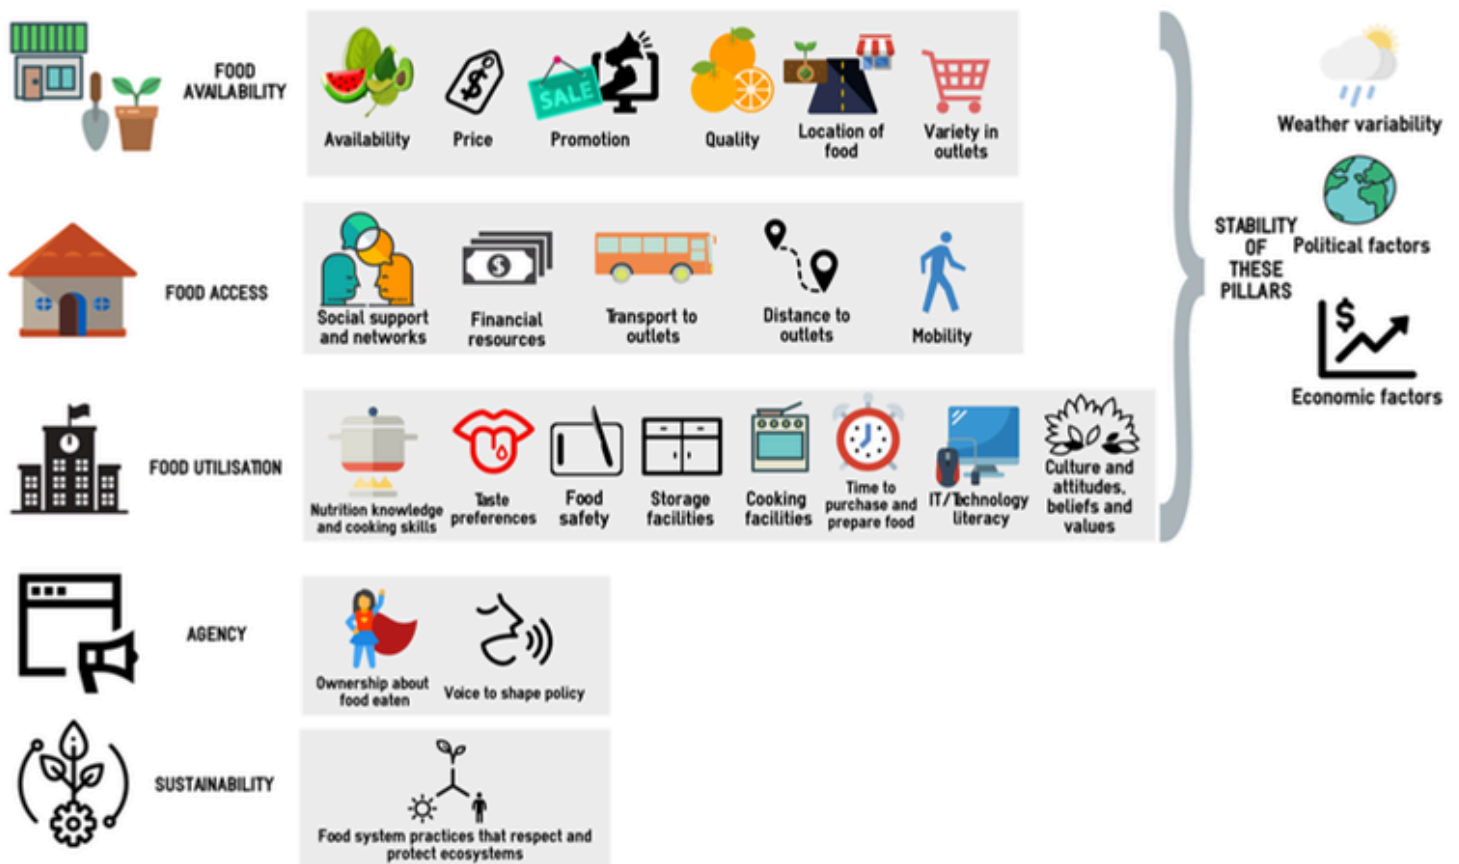 FOOD
AVAILABILITY
Availability
$
Price
SALE
Promotion
Quality
Location of
food
Variety in
outlets
FOOD ACCESS
Social support
and networks
$
Financial
resources
Transport to
outlets
Distance to
outlets
Mobility
FOOD UTILISATION
Nutrition knowledge
and cooking skills
Taste
preferences
Food
safety
Storage
facilities
Cooking
facilities
Time to
purchase and
prepare food
IT/Technology
literacy
Culture and
attitudes,
beliefs and
values
STABILITY
OF
THESE
PILLARS
Weather variability
Political factors
$
Economic factors
AGENCY
Ownership about
food eaten
Voice to shape policy
SUSTAINABILITY
Food system practices that respect and
protect ecosystems